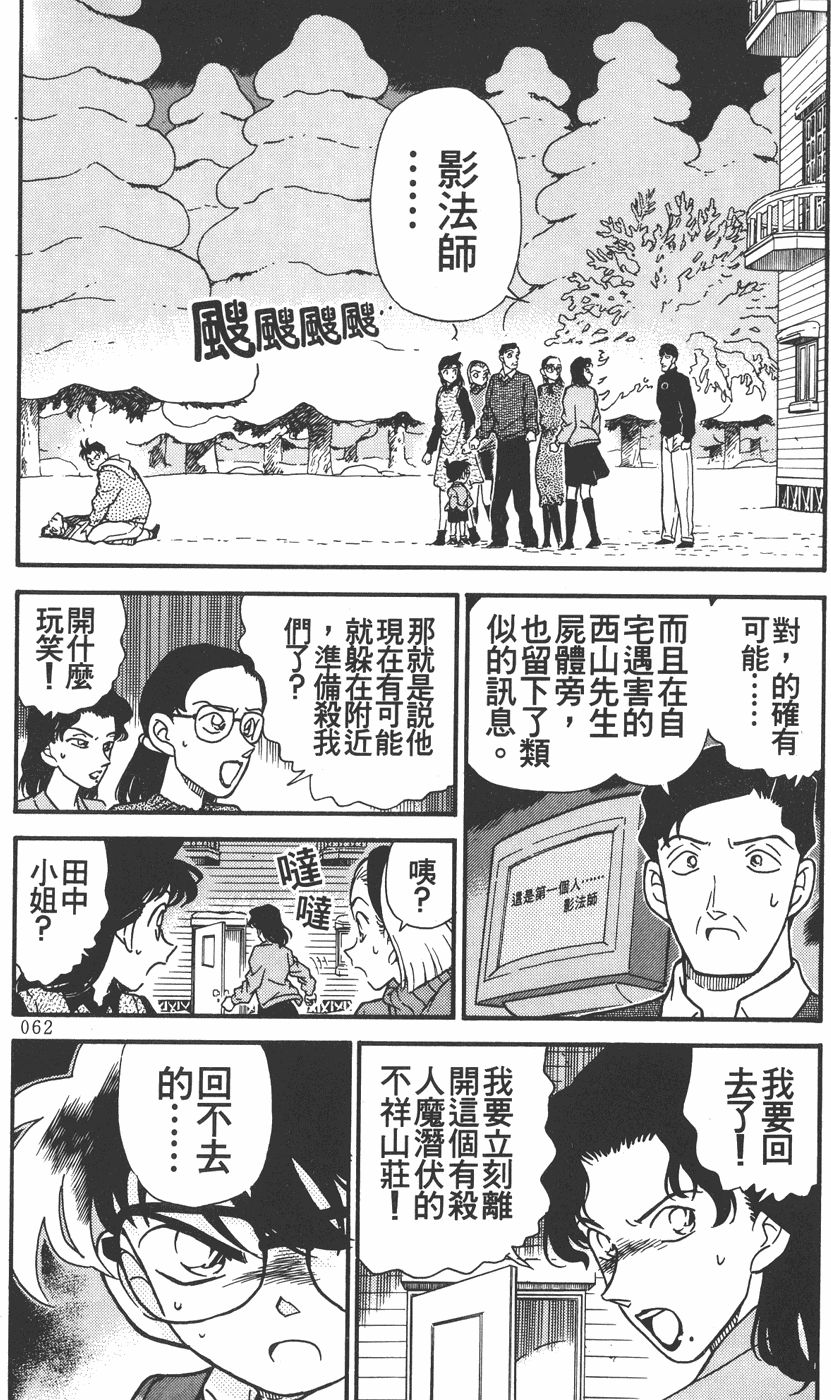 影法師
……
颼颼颼颼
對，的確有
可能……
而且在自
宅遇害的
西山先生
屍體旁，
也留下了類
似的訊息。
這是第一個人……
影法師
那就是說他
現在有可能
就躲在附近
，準備殺我
們了？
開什麼
玩笑！
咦？
噠噠
田中
小姐？
062
我要回
去了！
我要立刻離
開這個有殺
人魔潛伏的
不祥山莊！
回不去
的……